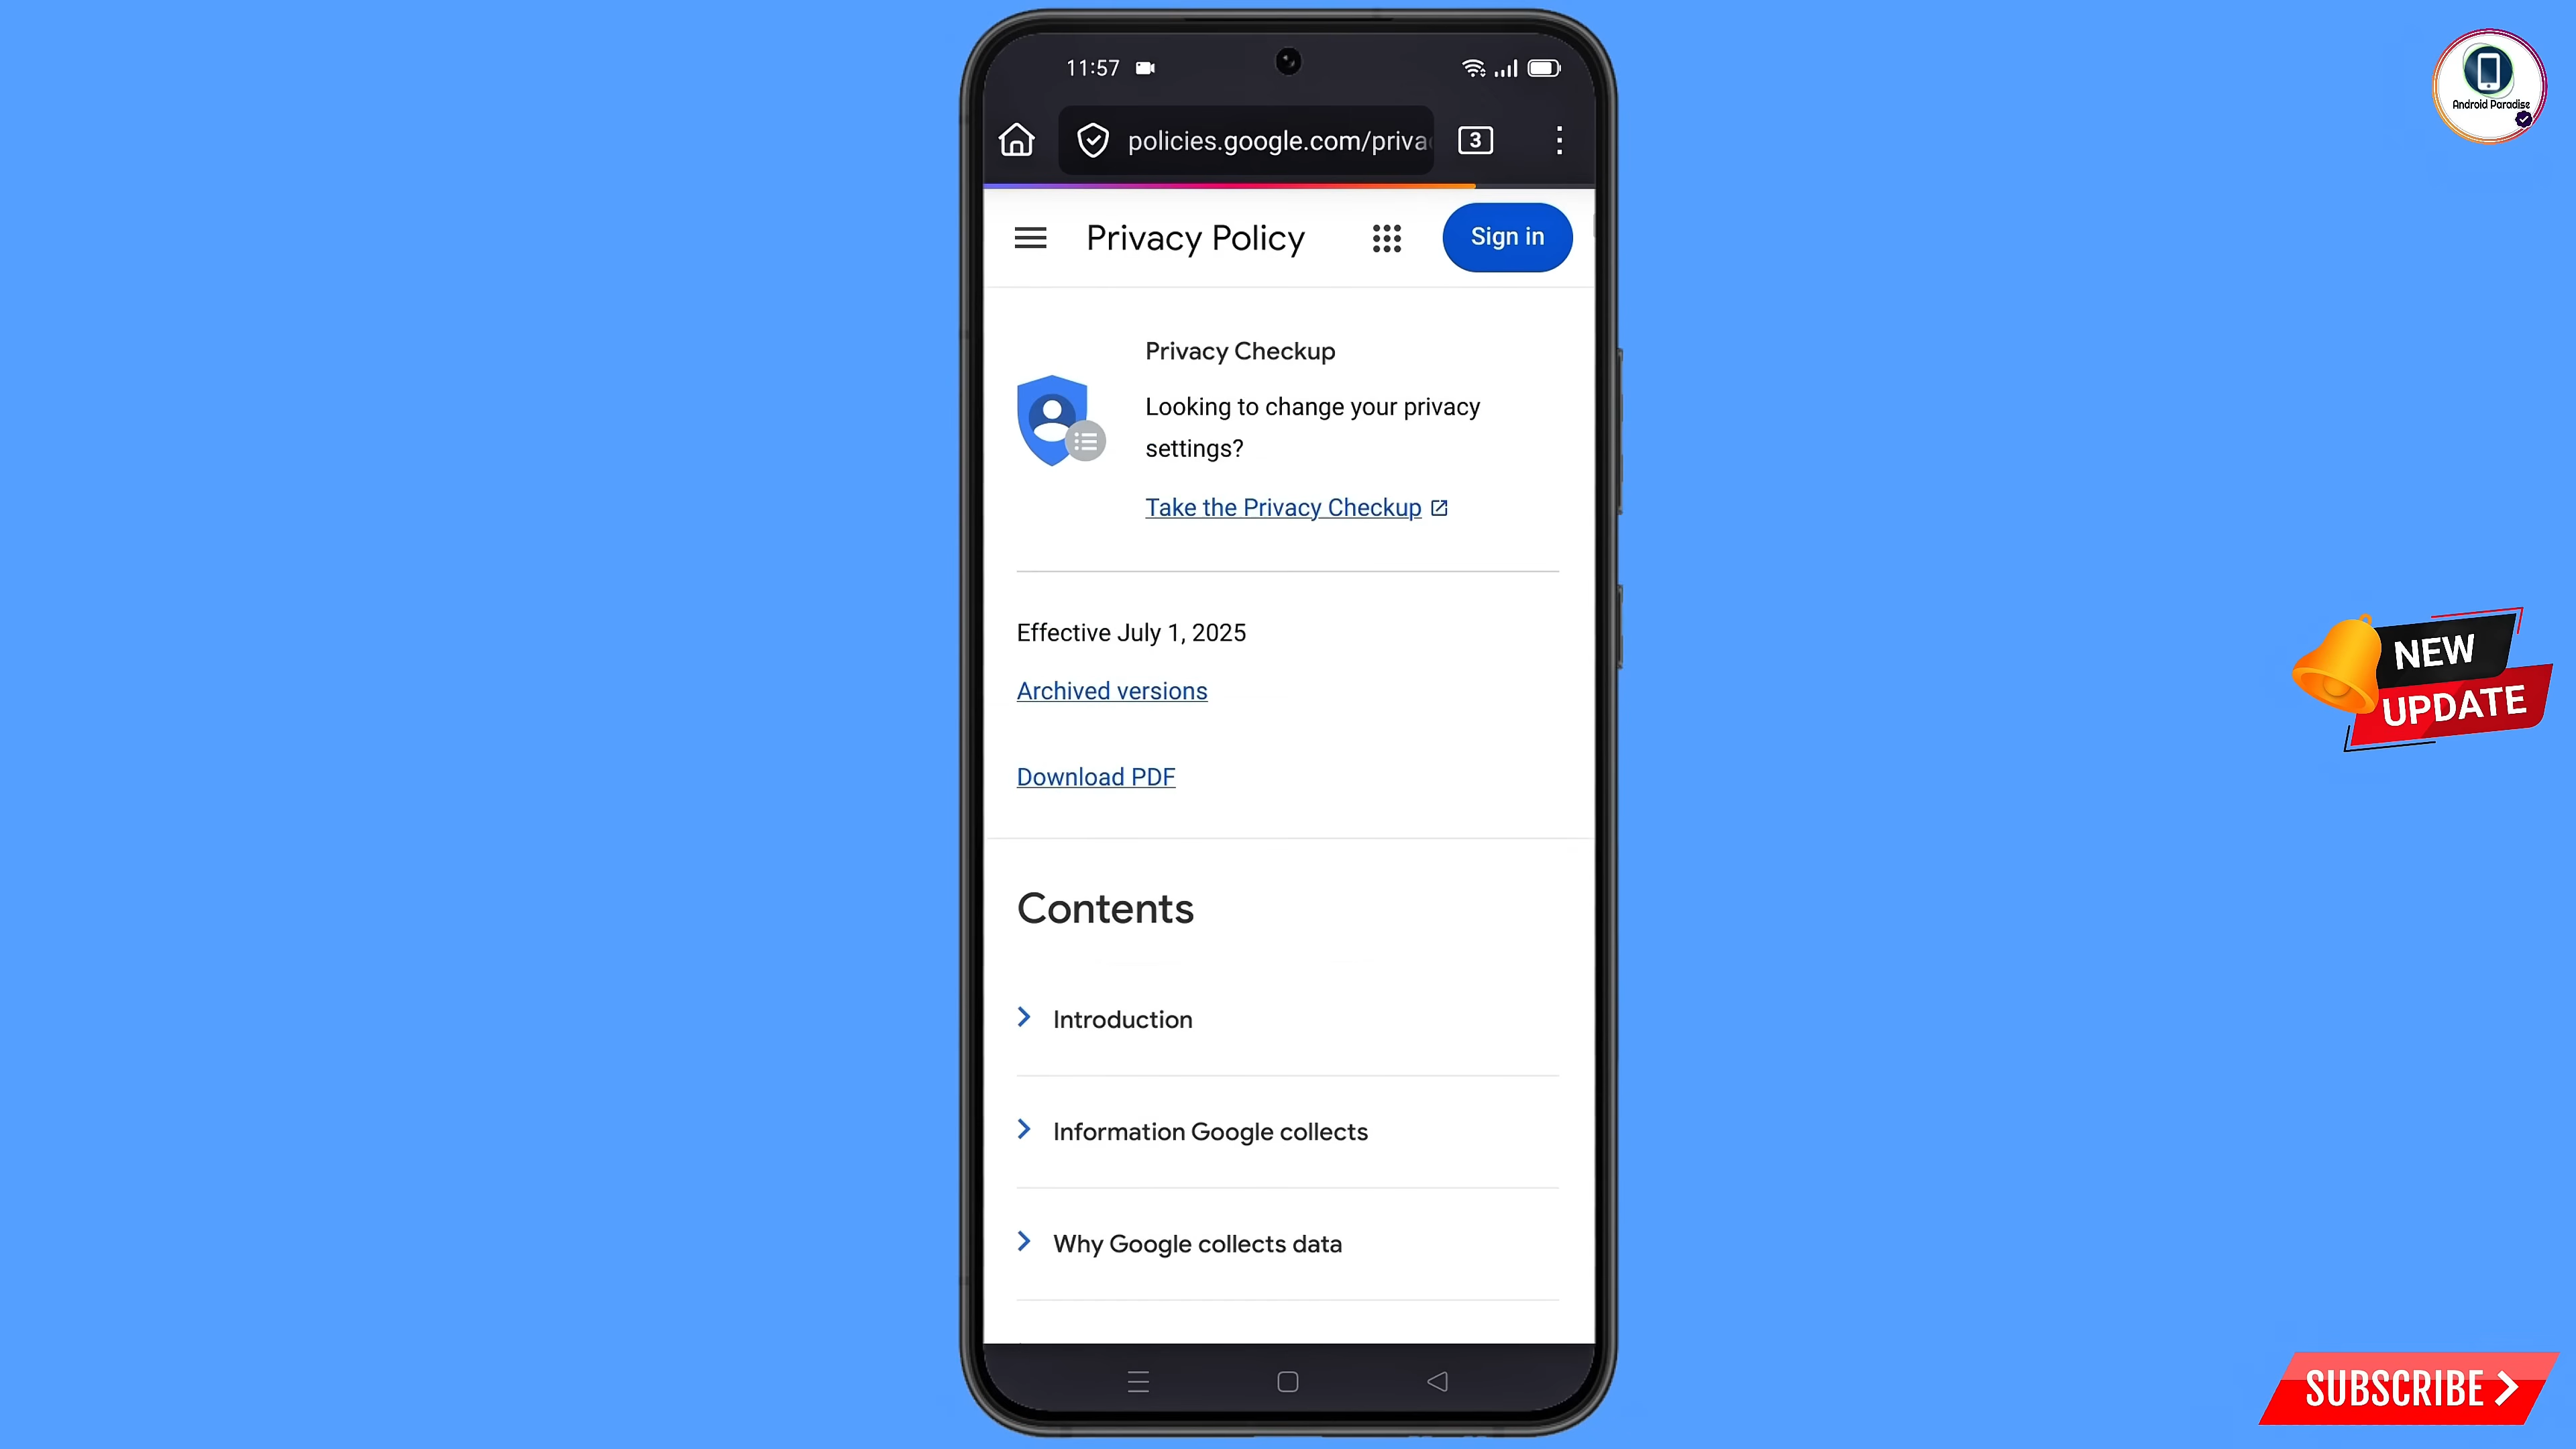 11:57
policies.google.com/priva
3
Privacy Policy
Sign in
Privacy Checkup
Looking to change your privacy
settings?
Take the Privacy Checkup
Effective July 1, 2025
Archived versions
Download PDF
Contents
Introduction
Information Google collects
Why Google collects data
Android Paradise
NEW
UPDATE
SUBSCRIBE